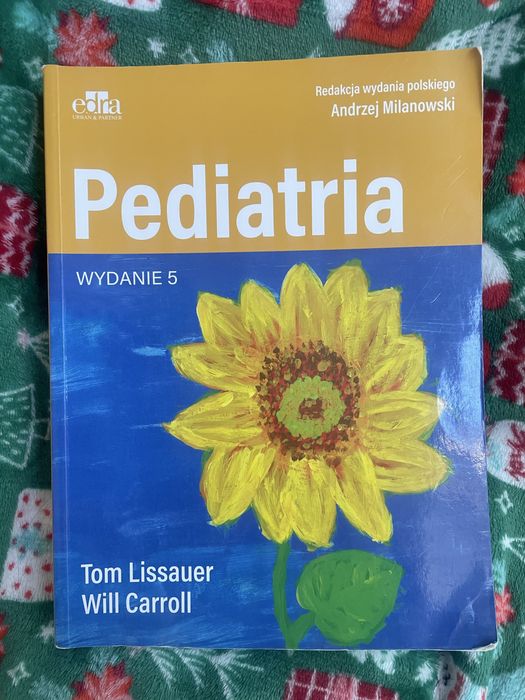 edra
URBAN & PARTNER
Redakcja wydania polskiego
Andrzej Milanowski
Pediatria
WYDANIE 5
Tom Lissauer
Will Carroll